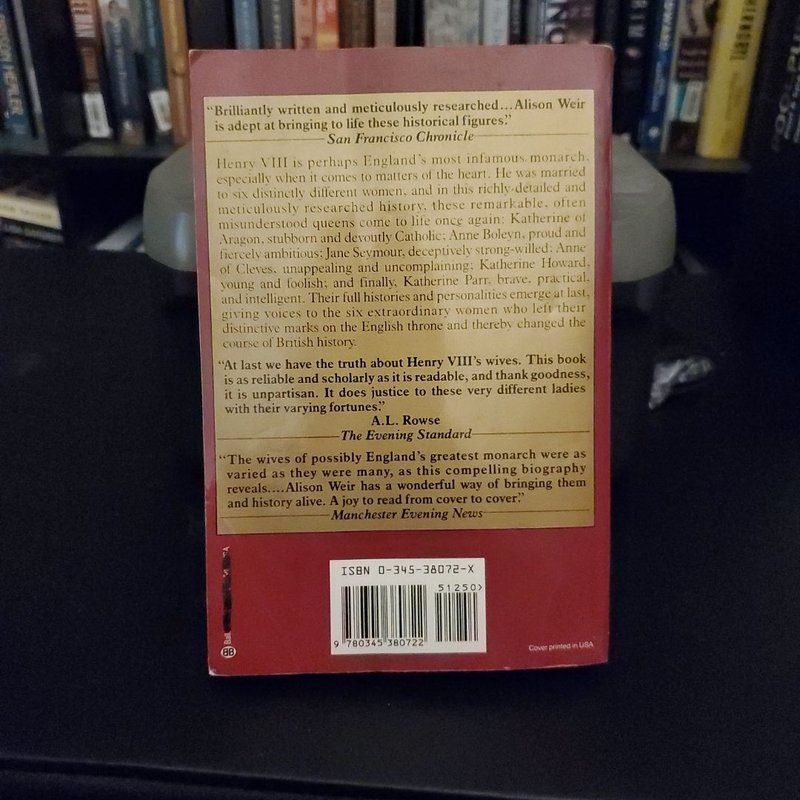 "Brilliantly written and meticulously researched...Alison Weir
is adept at bringing to life these historical figures."
San Francisco Chronicle
Henry VIII is perhaps England's most infamous monarch,
especially when it comes to matters of the heart. He was married
to six distinctly different women, and in this richly-detailed and
meticulously researched history, these remarkable, often
misunderstood queens come to life once again: Katherine of
Aragon, stubborn and devoutly Catholic; Anne Boleyn, proud and
fiercely ambitious; Jane Seymour, deceptively strong-willed; Anne
of Cleves, unappealing and uncomplaining; Katherine Howard,
young and foolish; and finally, Katherine Parr, brave, practical,
and intelligent. Their full histories and personalities emerge at last,
giving voices to the six extraordinary women who left their
distinctive marks on the English throne and thereby changed the
course of British history.
"At last we have the truth about Henry VIII's wives. This book
is as reliable and scholarly as it is readable, and thank goodness,
it is unpartisan. It does justice to these very different ladies
with their varying fortunes."
A.L. Rowse
The Evening Standard
"The wives of possibly England's greatest monarch were as
varied as they were many, as this compelling biography
reveals....Alison Weir has a wonderful way of bringing them
and history alive. A joy to read from cover to cover."
Manchester Evening News
ISBN 0-345-38072-X
51250>
9 780345 380722
BB
Cover printed in USA